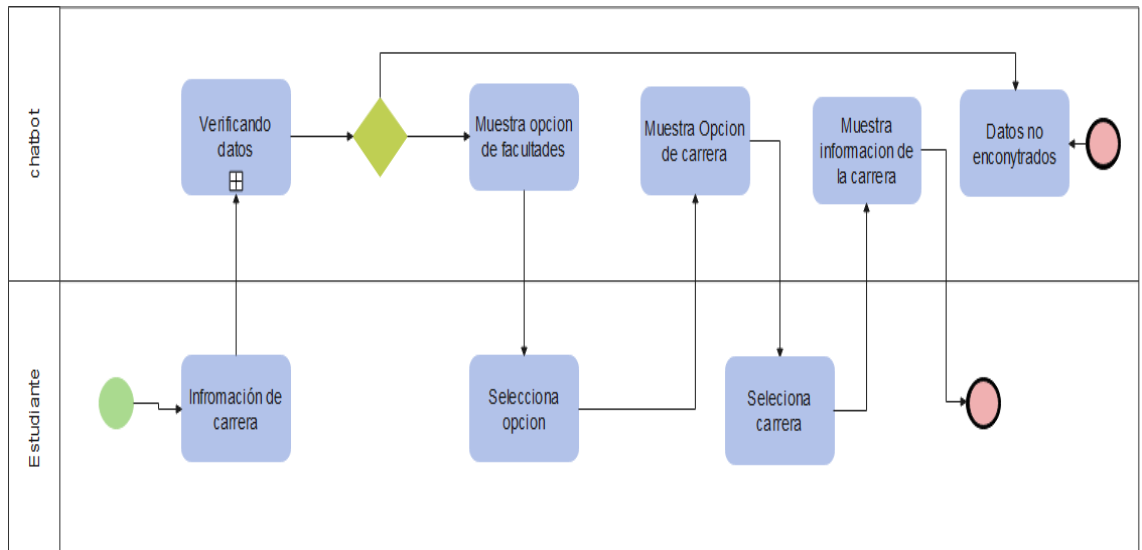 chatbot
Verificando
datos
Muestra opcion
de facultades
Muestra Opcion
de carrera
Muestra
informacion de
la carrera
Datos no
enconytrados
Estudiante
Infromación de
carrera
Selecciona
opcion
Seleciona
carrera